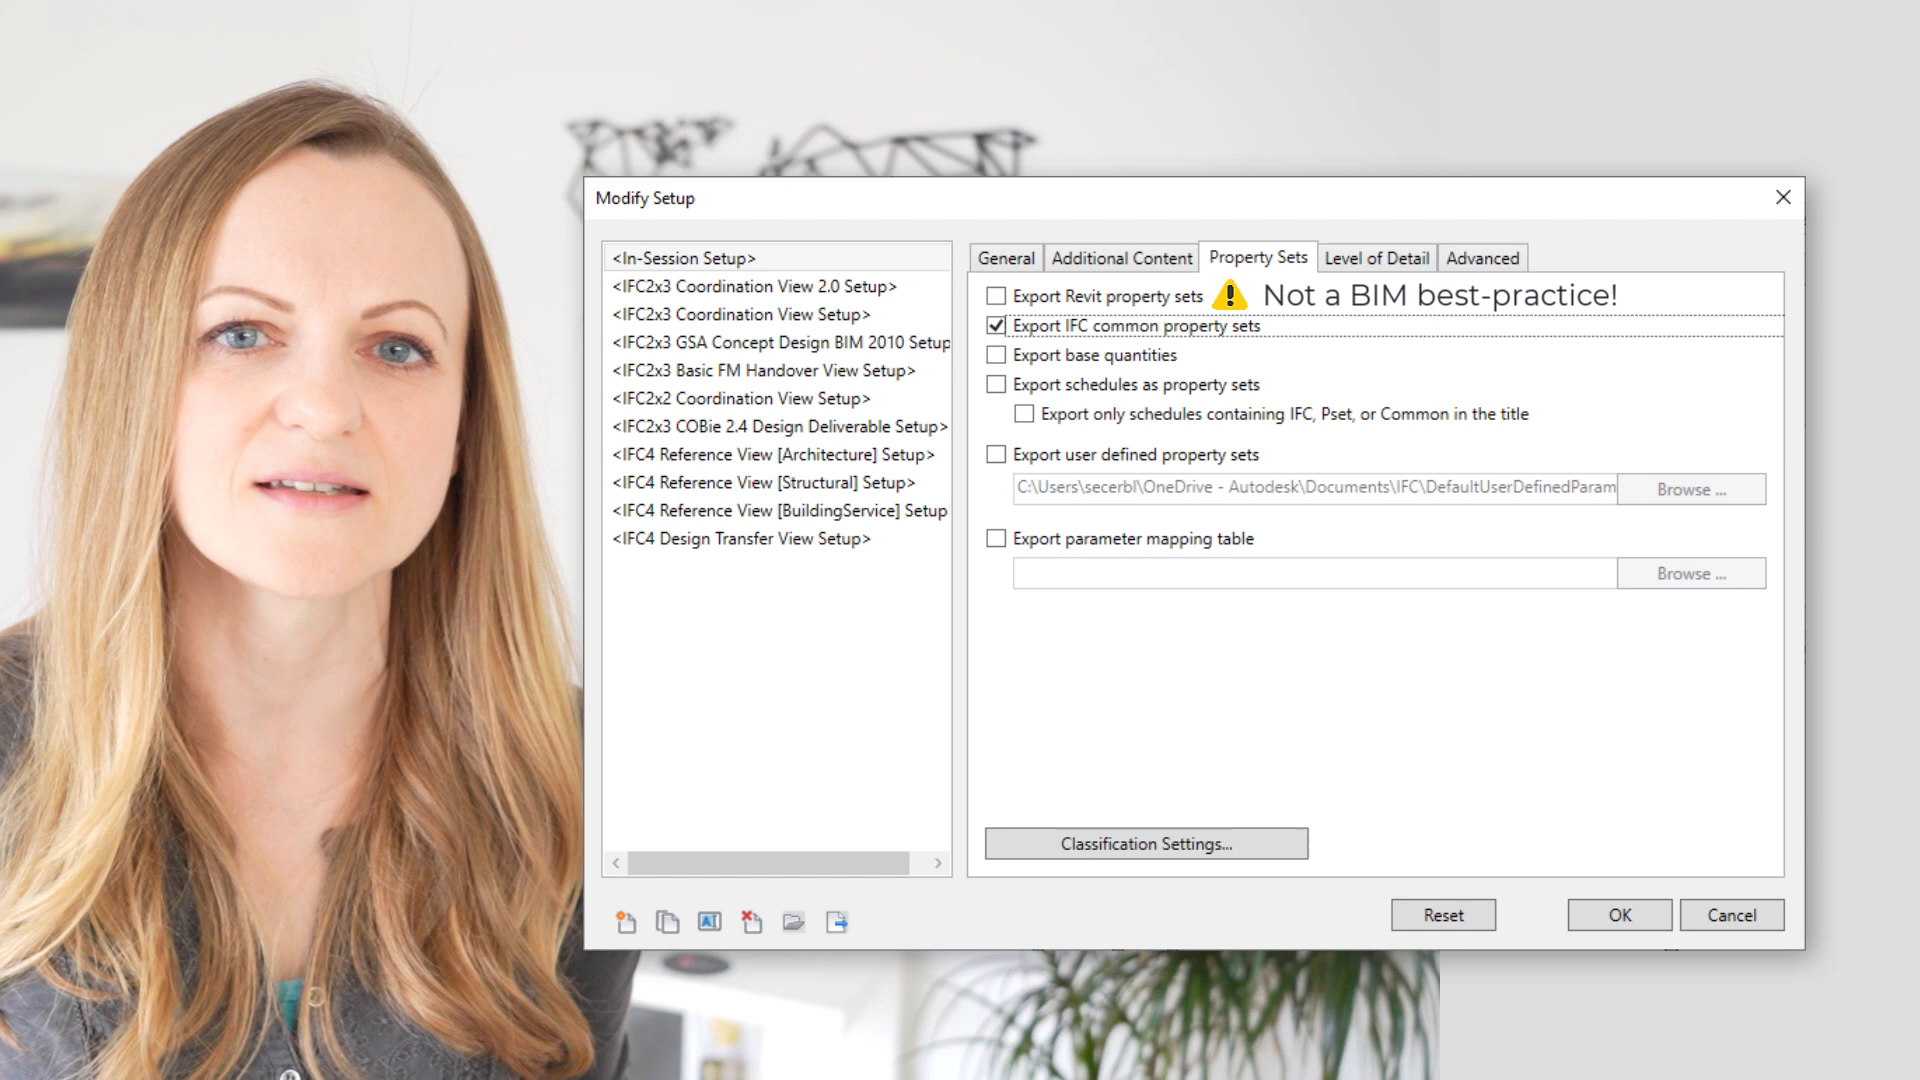 Modify Setup
<In-Session Setup>
<IFC2x3 Coordination View 2.0 Setup>
<IFC2x3 Coordination View Setup>
<IFC2x3 GSA Concept Design BIM 2010 Setup
<IFC2x3 Basic FM Handover View Setup>
<IFC2x2 Coordination View Setup>
<IFC2x3 COBie 2.4 Design Deliverable Setup>
<IFC4 Reference View [Architecture] Setup>
<IFC4 Reference View [Structural] Setup>
<IFC4 Reference View [BuildingService] Setup
<IFC4 Design Transfer View Setup>
General Additional Content Property Sets Level of Detail Advanced
Export Revit property sets ! Not a BIM best-practice!
Export IFC common property sets
Export base quantities
Export schedules as property sets
Export only schedules containing IFC, Pset, or Common in the title
Export user defined property sets
C:\Users\secerbl\OneDrive - Autodesk\Documents\IFC\DefaultUserDefinedParam Browse ...
Export parameter mapping table
Browse ...
Classification Settings...
AI
Reset OK Cancel